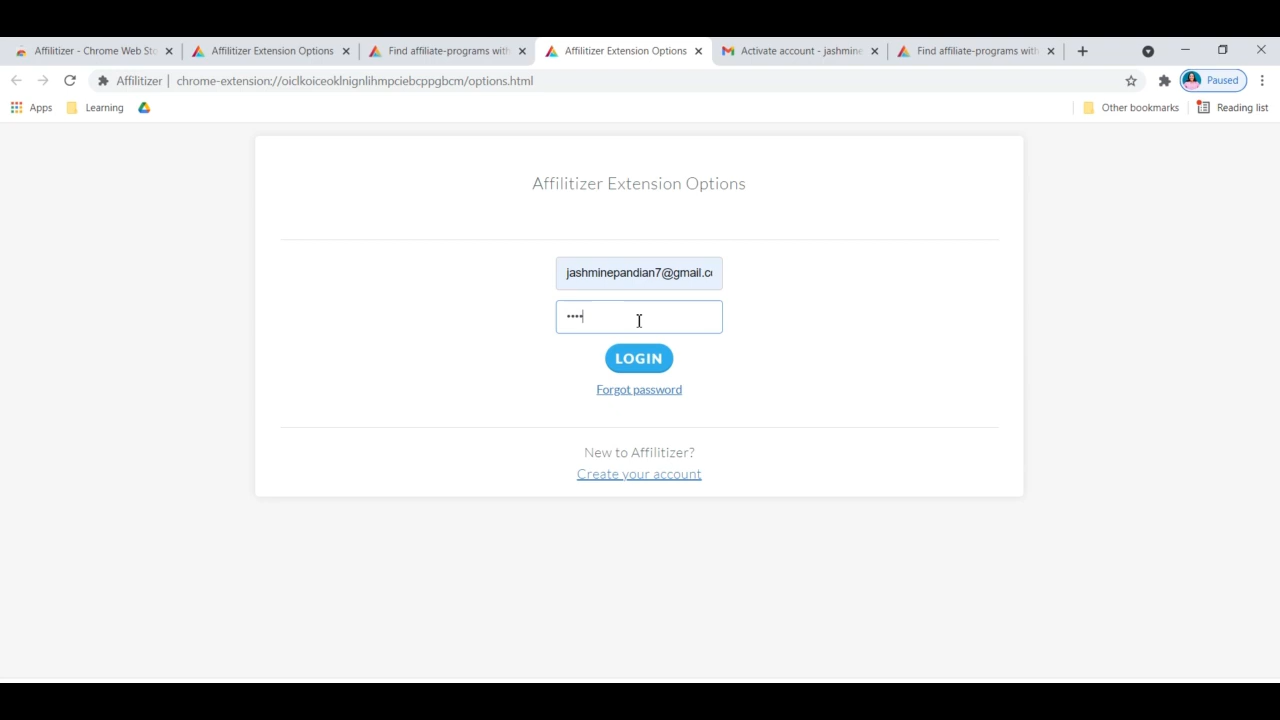 Affilitizer - Chrome Web Sto
Affilitizer Extension Options
Find affiliate-programs with
Affilitizer Extension Options
Activate account - jashmine
Find affiliate-programs with
Affilitizer | chrome-extension://oiclkoiceoklnignlihmpciebcppgbcm/options.html
Paused
Apps
Learning
Other bookmarks
Reading list
Affilitizer Extension Options
jashminepandian7@gmail.co
••••
LOGIN
Forgot password
New to Affilitizer?
Create your account